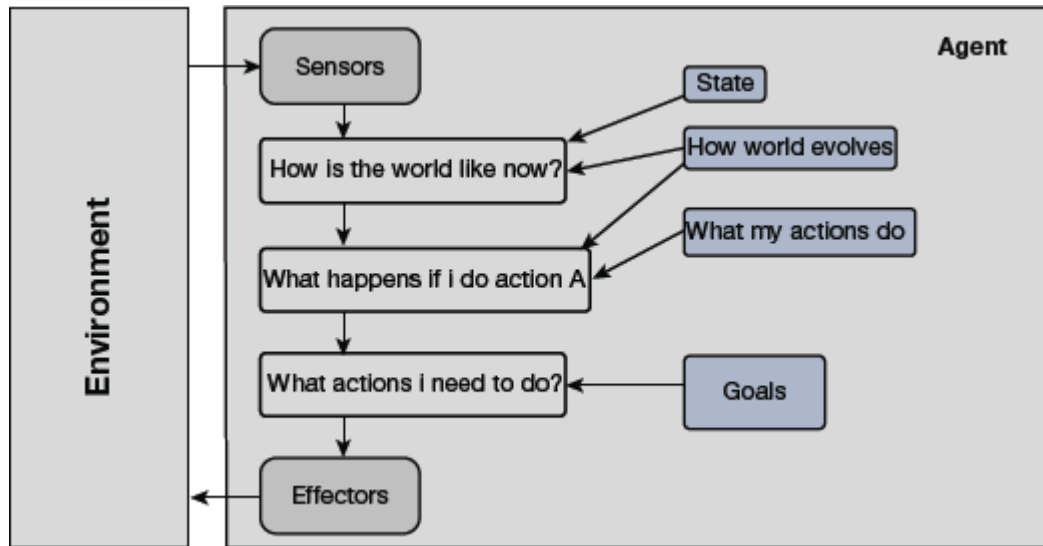 Environment
Agent
Sensors
State
How is the world like now?
How world evolves
What my actions do
What happens if i do action A
What actions i need to do?
Goals
Effectors